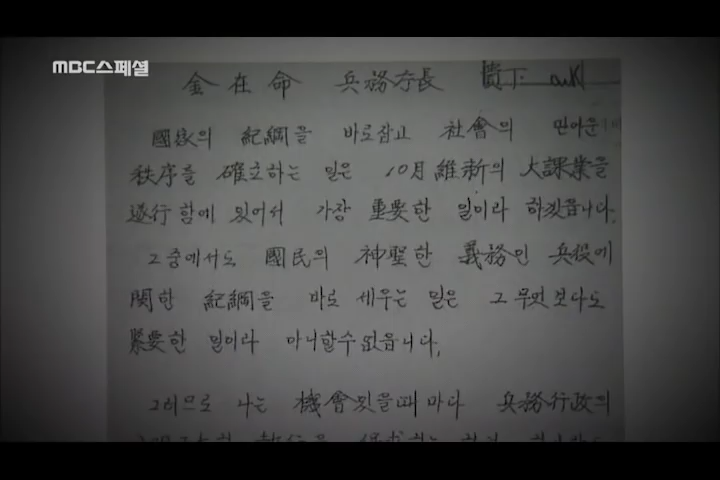 MBC스페셜
金在命 兵務庁長 貴下
國家의 紀綱을 바로잡고 社會의
秩序를 確立하는 일은 10月維新의 大課業을
遂行함에 있어서 가장 重要한 일이라 하겠읍니다.
그 중에서도 國民의 神聖한 義務인 兵役에
関한 紀綱을 바로 세우는 일은 그 무엇보다도
緊要한 일이라 아니할수 없읍니다.
그러므로 나는 機會있을때 마다 兵務行政의